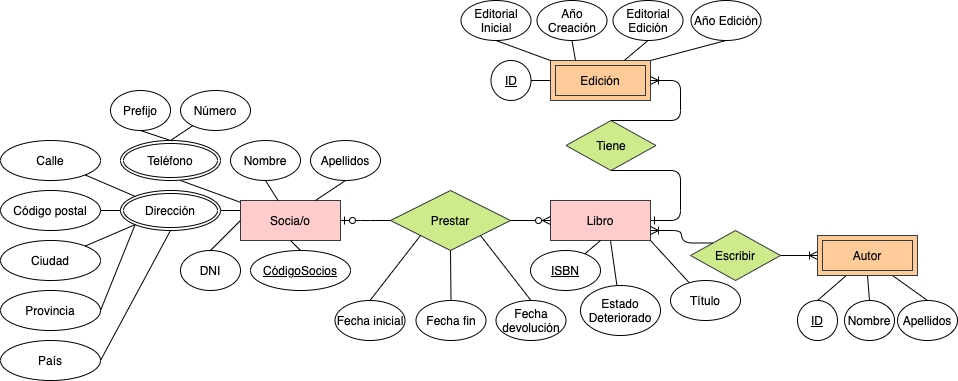 Editorial
Inicial
Año
Creación
Editorial
Edición
Año Edición
ID
Edición
Prefijo
Número
Tiene
Calle
Teléfono
Nombre
Apellidos
Código postal
Dirección
Socia/o
Prestar
Libro
Ciudad
DNI
CódigoSocios
ISBN
Escribir
Autor
Provincia
Fecha inicial
Fecha fin
Fecha
devolución
Estado
Deteriorado
Título
ID
Nombre
Apellidos
País